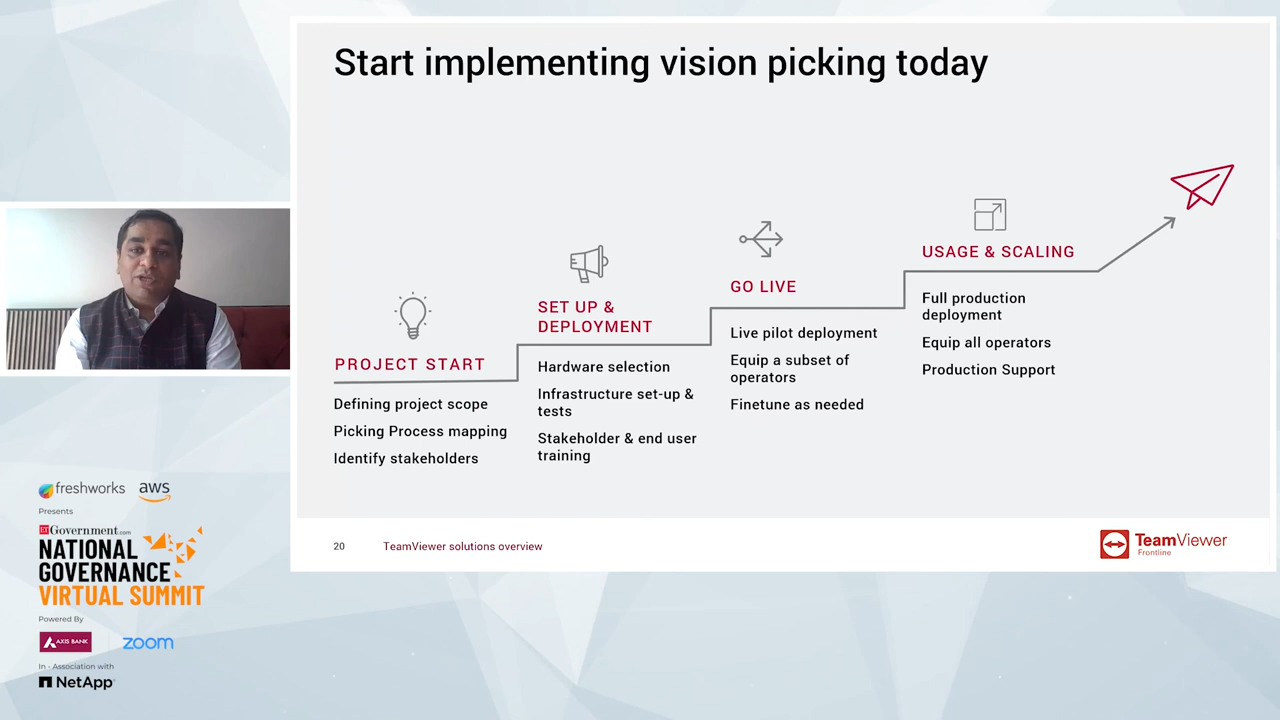 Start implementing vision picking today
PROJECT START
Defining project scope
Picking Process mapping
Identify stakeholders
SET UP &
DEPLOYMENT
Hardware selection
Infrastructure set-up &
tests
Stakeholder & end user
training
GO LIVE
Live pilot deployment
Equip a subset of
operators
Finetune as needed
USAGE & SCALING
Full production
deployment
Equip all operators
Production Support
20 TeamViewer solutions overview
TeamViewer
Frontline
freshworks aws
Presents
ETGovernment.com
NATIONAL
GOVERNANCE
VIRTUAL SUMMIT
Powered By
AXIS BANK zoom
In - Association with
NetApp